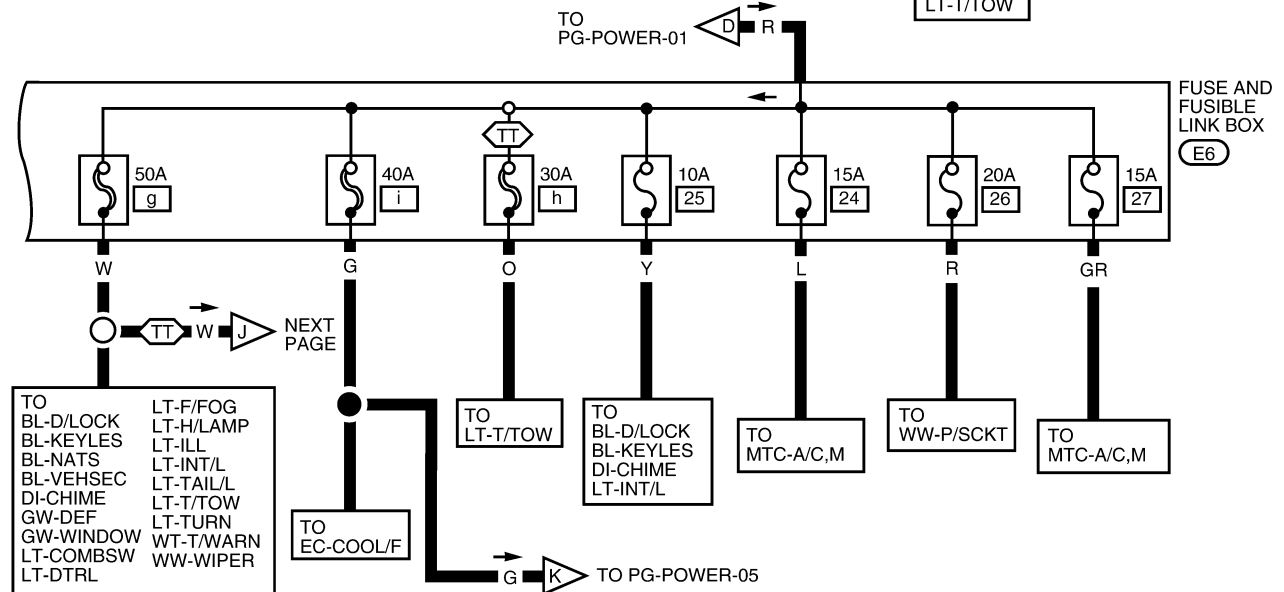 LT-T/TOW
TO
PG-POWER-01
D
R
FUSE AND
FUSIBLE
LINK BOX
E6
TT
50A
g
40A
i
30A
h
10A
25
15A
24
20A
26
15A
27
W
G
O
Y
L
R
GR
TT
W
J
NEXT
PAGE
TO
BL-D/LOCK
BL-KEYLES
BL-NATS
BL-VEHSEC
DI-CHIME
GW-DEF
GW-WINDOW
LT-COMBSW
LT-DTRL
LT-F/FOG
LT-H/LAMP
LT-ILL
LT-INT/L
LT-TAIL/L
LT-T/TOW
LT-TURN
WT-T/WARN
WW-WIPER
TO
EC-COOL/F
TO
LT-T/TOW
TO
BL-D/LOCK
BL-KEYLES
DI-CHIME
LT-INT/L
TO
MTC-A/C,M
TO
WW-P/SCKT
TO
MTC-A/C,M
G
K
TO PG-POWER-05